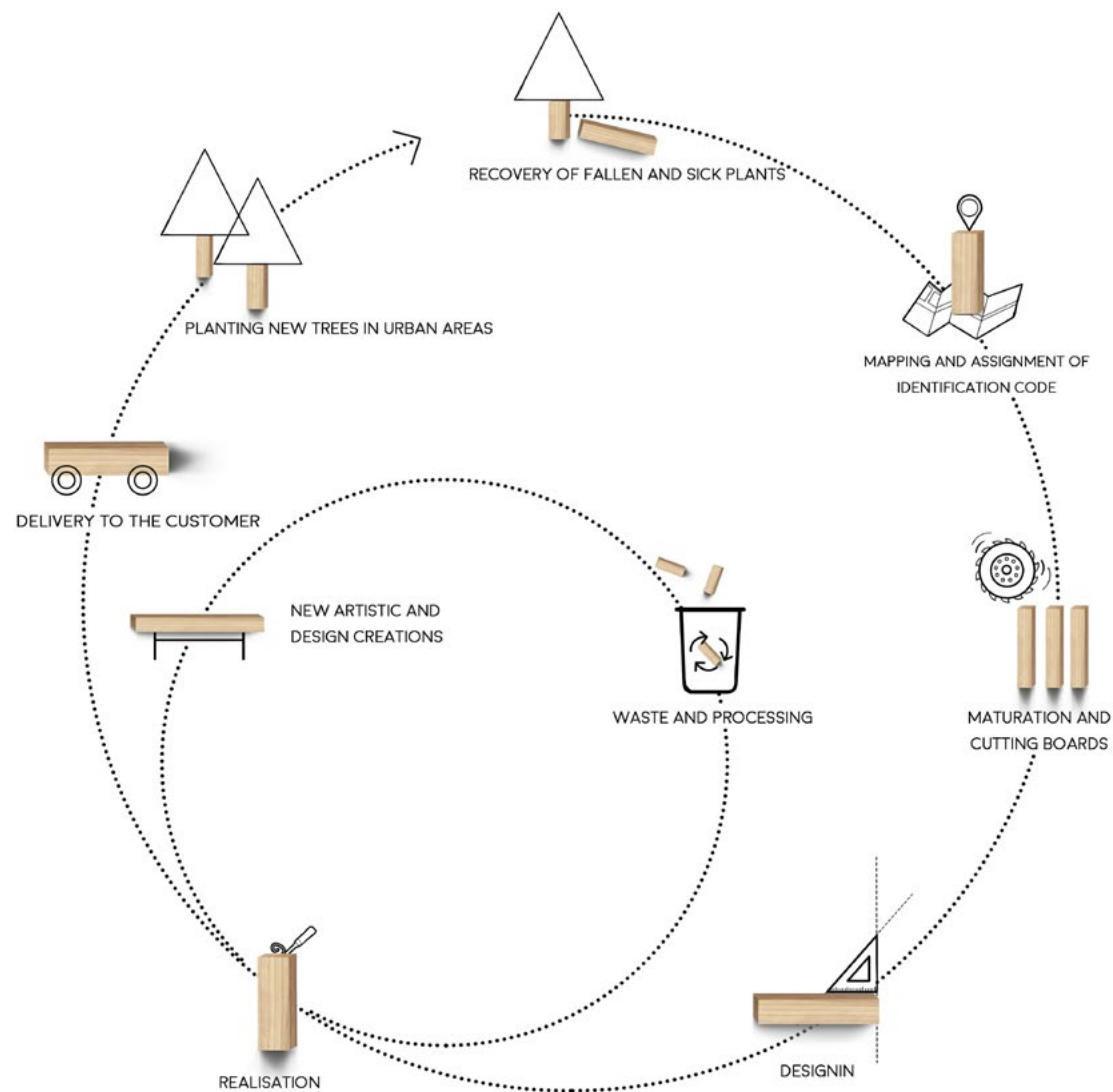 RECOVERY OF FALLEN AND SICK PLANTS
PLANTING NEW TREES IN URBAN AREAS
MAPPING AND ASSIGNMENT OF
IDENTIFICATION CODE
DELIVERY TO THE CUSTOMER
NEW ARTISTIC AND
DESIGN CREATIONS
WASTE AND PROCESSING
MATURATION AND
CUTTING BOARDS
DESIGNIN
REALISATION